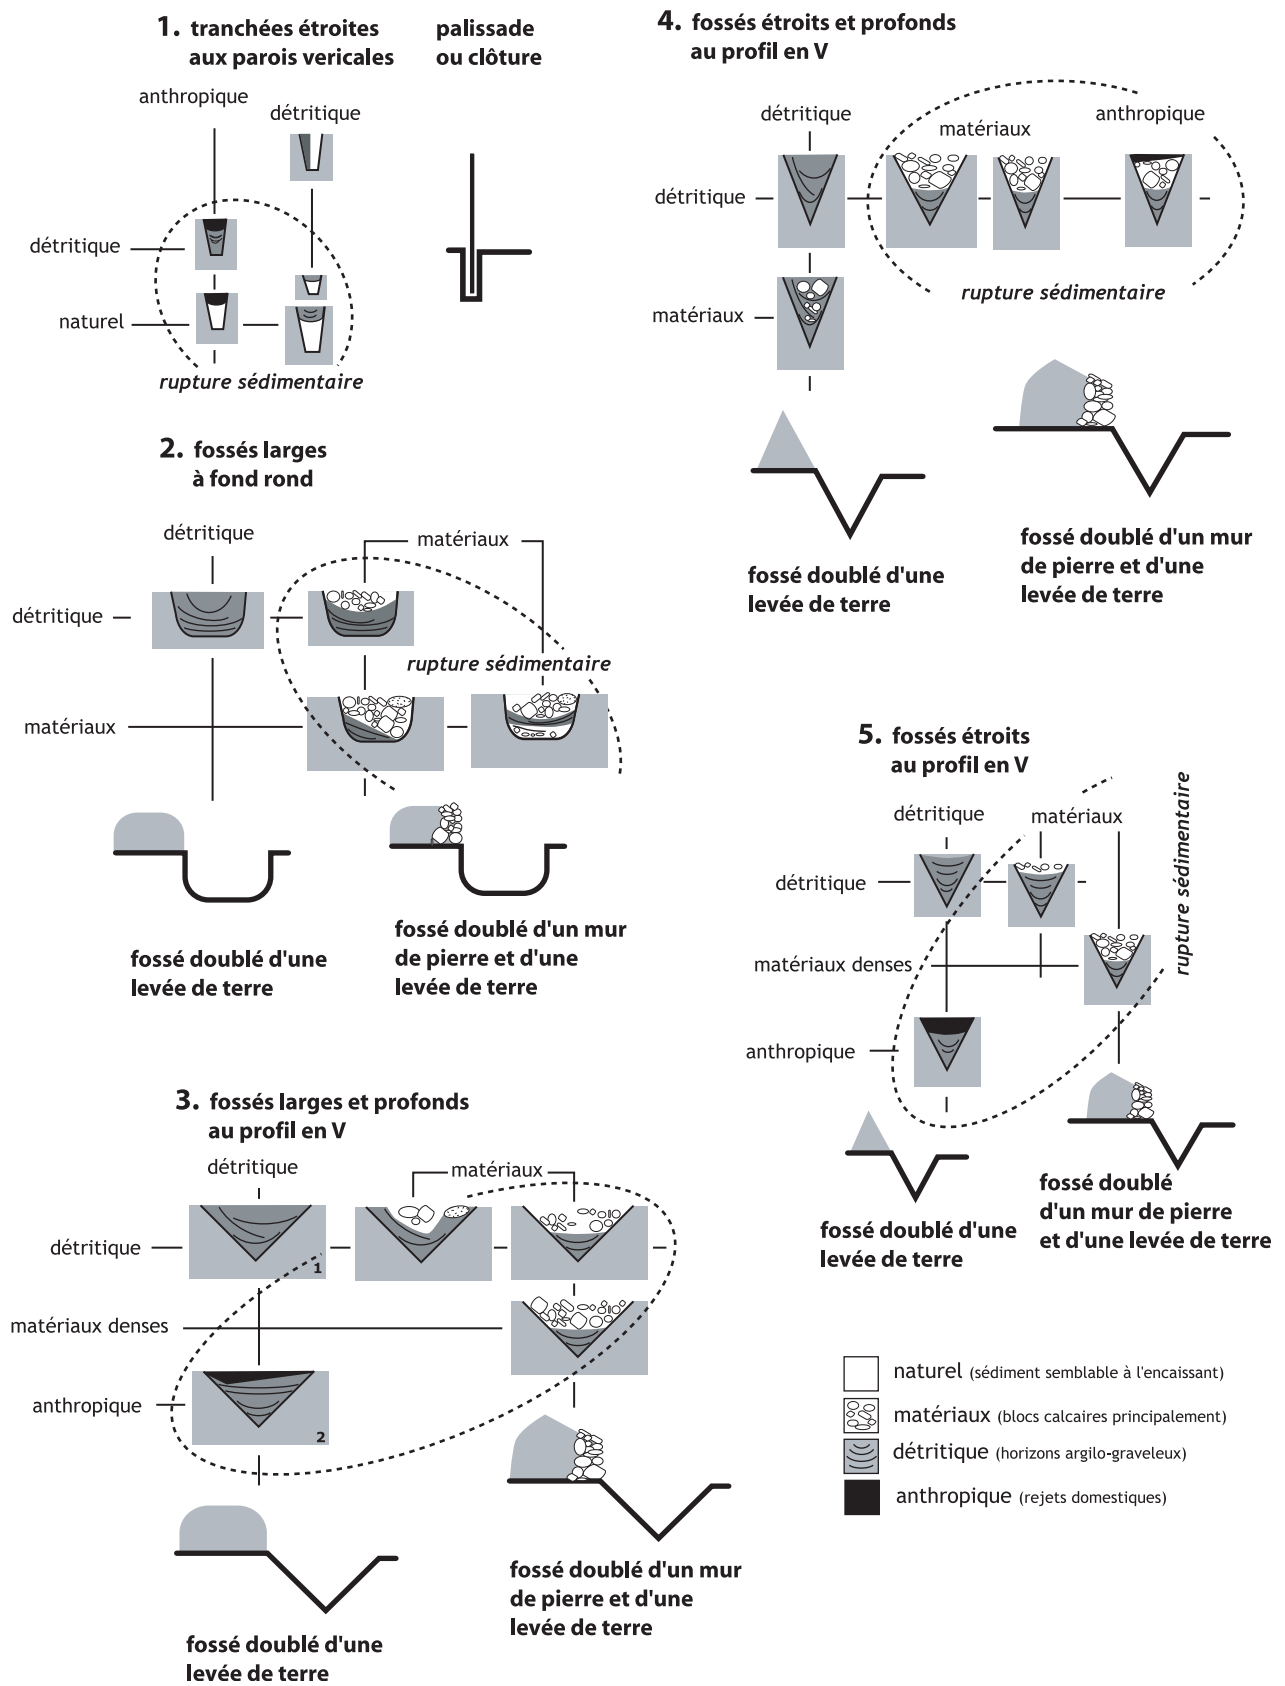 1. tranchées étroites
aux parois vericales
palissade
ou clôture
anthropique
détritique
détritique
naturel
rupture sédimentaire
2. fossés larges
à fond rond
détritique
matériaux
détritique
rupture sédimentaire
matériaux
fossé doublé d'une
levée de terre
fossé doublé d'un mur
de pierre et d'une
levée de terre
3. fossés larges et profonds
au profil en V
détritique
matériaux
détritique
1
matériaux denses
anthropique
2
fossé doublé d'une
levée de terre
fossé doublé d'un mur
de pierre et d'une
levée de terre
4. fossés étroits et profonds
au profil en V
détritique
matériaux
anthropique
détritique
rupture sédimentaire
matériaux
fossé doublé d'une
levée de terre
fossé doublé d'un mur
de pierre et d'une
levée de terre
5. fossés étroits
au profil en V
détritique
matériaux
rupture sédimentaire
détritique
matériaux denses
anthropique
fossé doublé d'une
levée de terre
fossé doublé
d'un mur de pierre
et d'une levée de terre
naturel (sédiment semblable à l'encaissant)
matériaux (blocs calcaires principalement)
détritique (horizons argilo-graveleux)
anthropique (rejets domestiques)